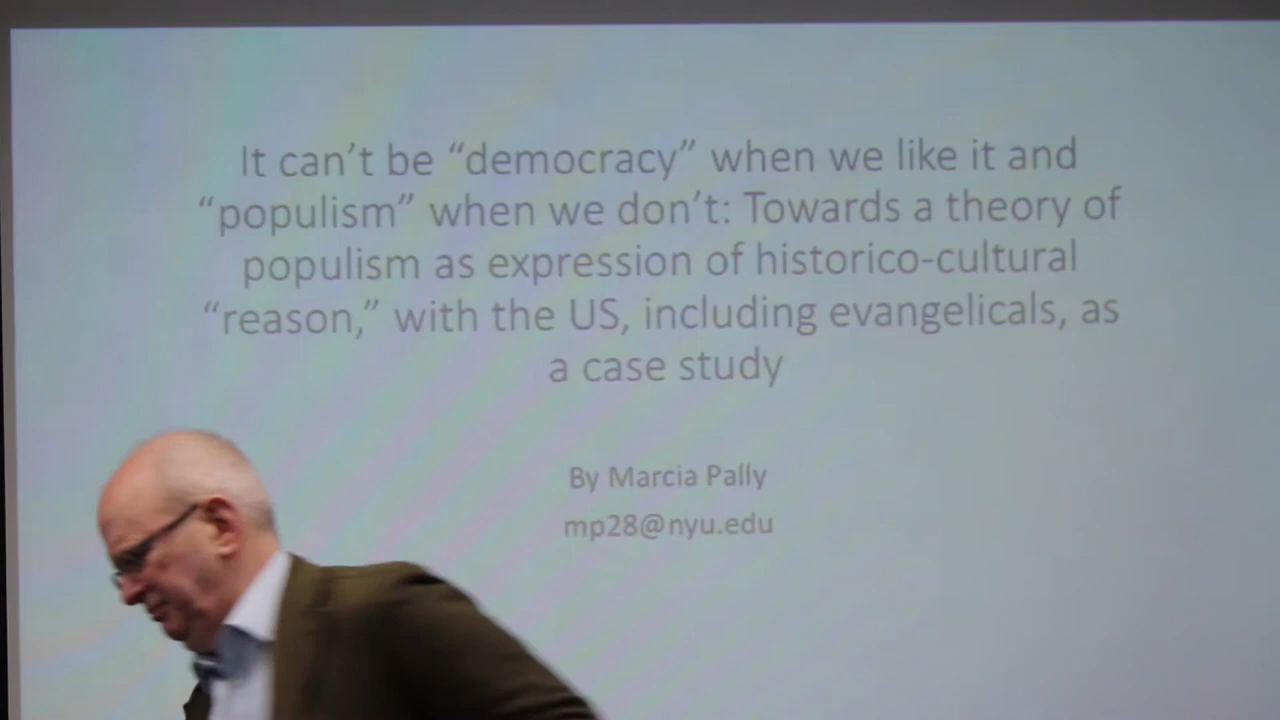 It can’t be “democracy” when we like it and
“populism” when we don’t: Towards a theory of
populism as expression of historico-cultural
“reason,” with the US, including evangelicals, as
a case study
By Marcia Pally
mp28@nyu.edu